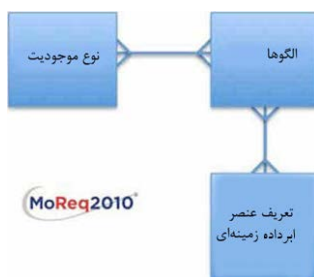 الگوها
نوع موجودیت
MoReq2010
تعریف عنصر
ابرداده زمینه‌ای